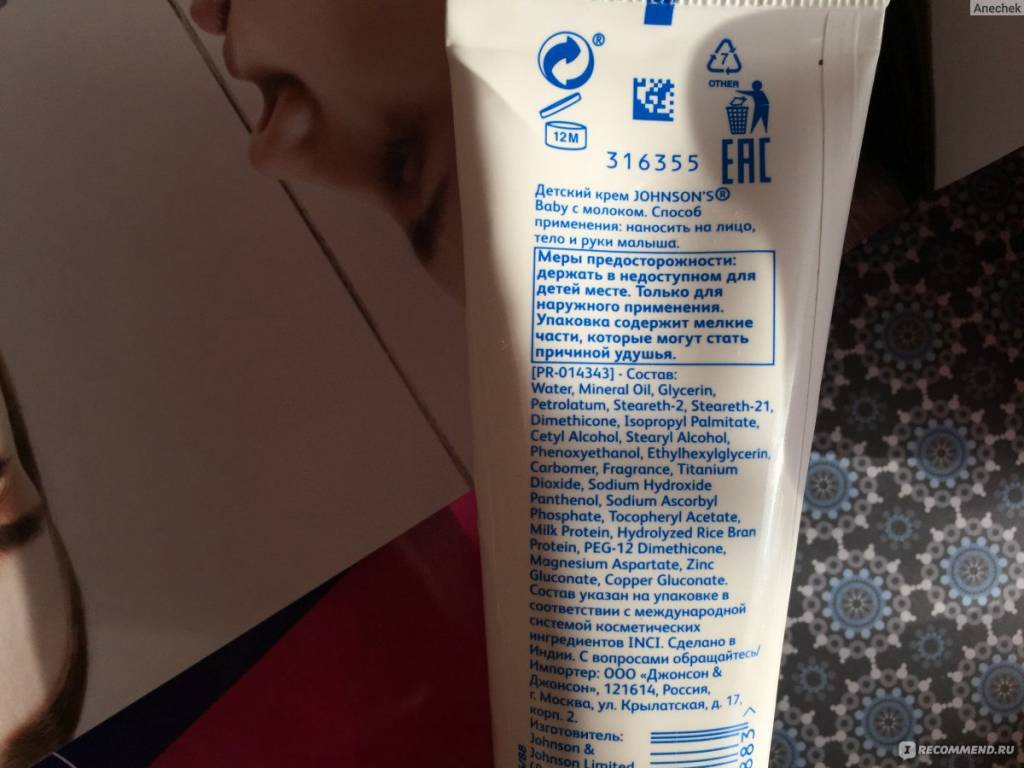 Anechek
®
7
OTHER
12M
316355
EAC
Детский крем JOHNSON'S®
Baby с молоком. Способ
применения: наносить на лицо,
тело и руки малыша.
Меры предосторожности:
держать в недоступном для
детей месте. Только для
наружного применения.
Упаковка содержит мелкие
части, которые могут стать
причиной удушья.
[PR-014343] - Состав:
Water, Mineral Oil, Glycerin,
Petrolatum, Steareth-2, Steareth-21,
Dimethicone, Isopropyl Palmitate,
Cetyl Alcohol, Stearyl Alcohol,
Phenoxyethanol, Ethylhexylglycerin,
Carbomer, Fragrance, Titanium
Dioxide, Sodium Hydroxide
Panthenol, Sodium Ascorbyl
Phosphate, Tocopheryl Acetate,
Milk Protein, Hydrolyzed Rice Bran
Protein, PEG-12 Dimethicone,
Magnesium Aspartate, Zinc
Gluconate, Copper Gluconate.
Состав указан на упаковке в
соответствии с международной
системой косметических
ингредиентов INCI. Сделано в
Индии. С вопросами обращайтесь/
Импортер: ООО «Джонсон &
Джонсон», 121614, Россия,
г. Москва, ул. Крылатская, д. 17,
корп. 2.
Изготовитель:
Johnson &
Johnson Limited
RECOMMEND.RU